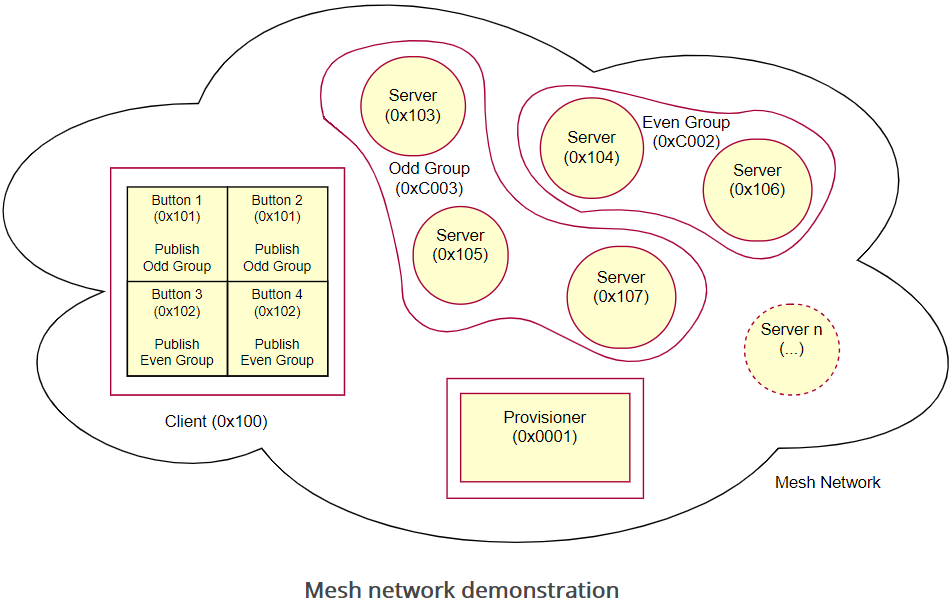 Server
(0x103)
Even Group
(0xC002)
Server
(0x104)
Server
(0x106)
Odd Group
(0xC003)
Button 1
(0x101)
Publish
Odd Group
Button 2
(0x101)
Publish
Odd Group
Server
(0x105)
Server
(0x107)
Button 3
(0x102)
Publish
Even Group
Button 4
(0x102)
Publish
Even Group
Server n
(...)
Client (0x100)
Provisioner
(0x0001)
Mesh Network
Mesh network demonstration